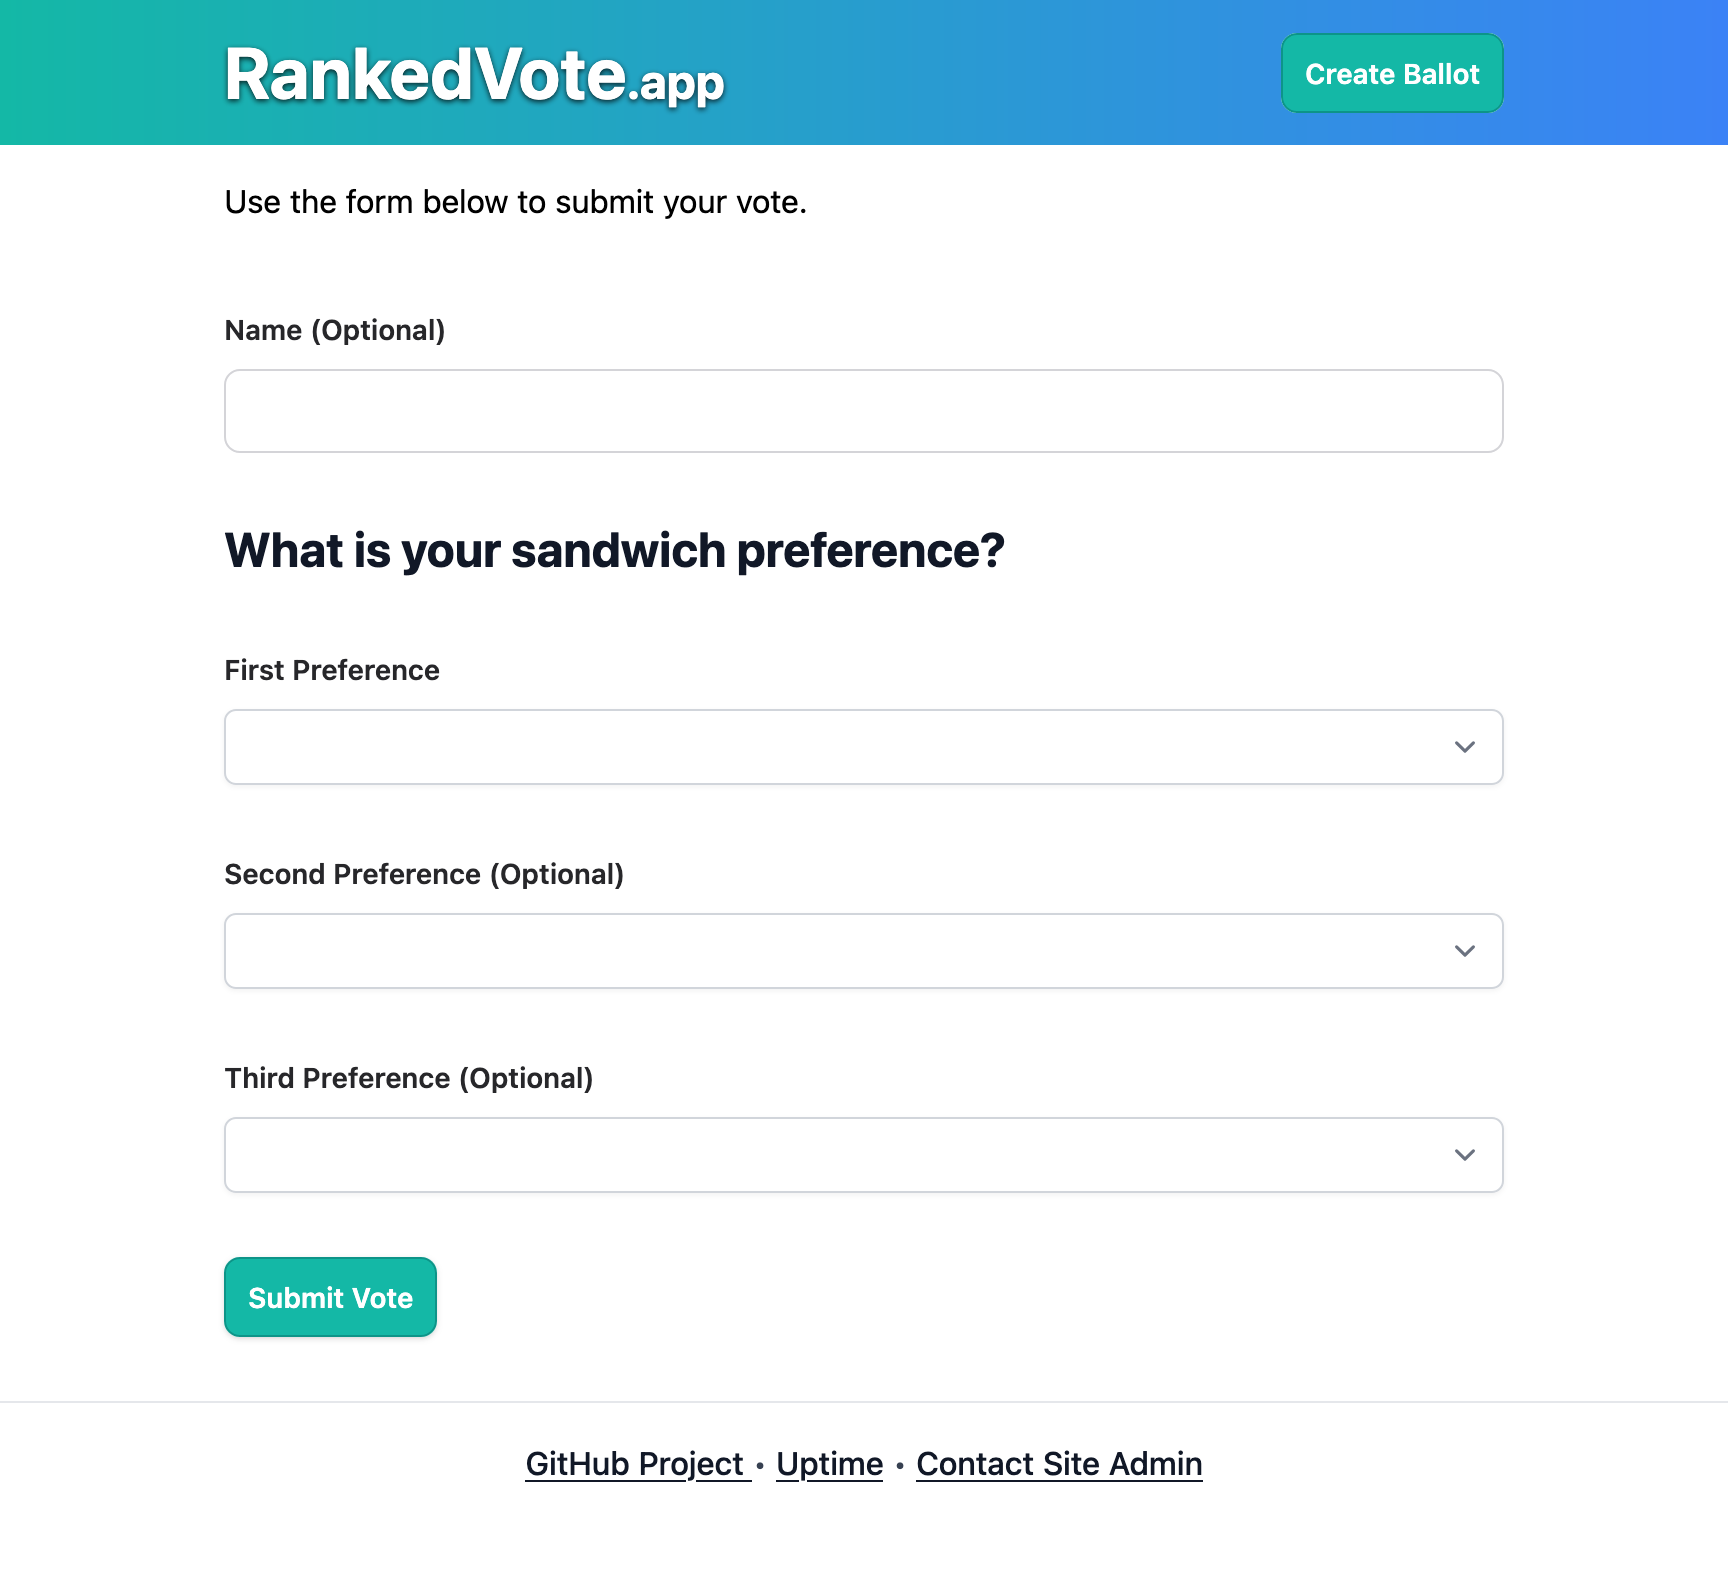 RankedVote.app
Create Ballot
Use the form below to submit your vote.
Name (Optional)
What is your sandwich preference?
First Preference
Second Preference (Optional)
Third Preference (Optional)
Submit Vote
GitHub Project • Uptime • Contact Site Admin